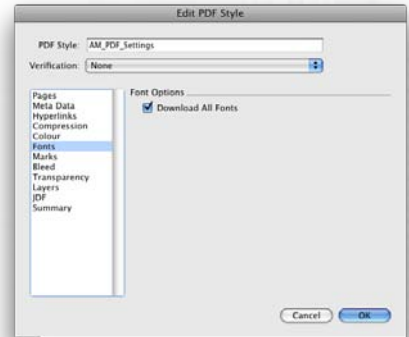 Edit PDF Style
PDF Style: AM_PDF_Settings
Verification: None
Pages
Meta Data
Hyperlinks
Compression
Colour
Fonts
Marks
Bleed
Transparency
Layers
JDF
Summary
Font Options
Download All Fonts
Cancel
OK